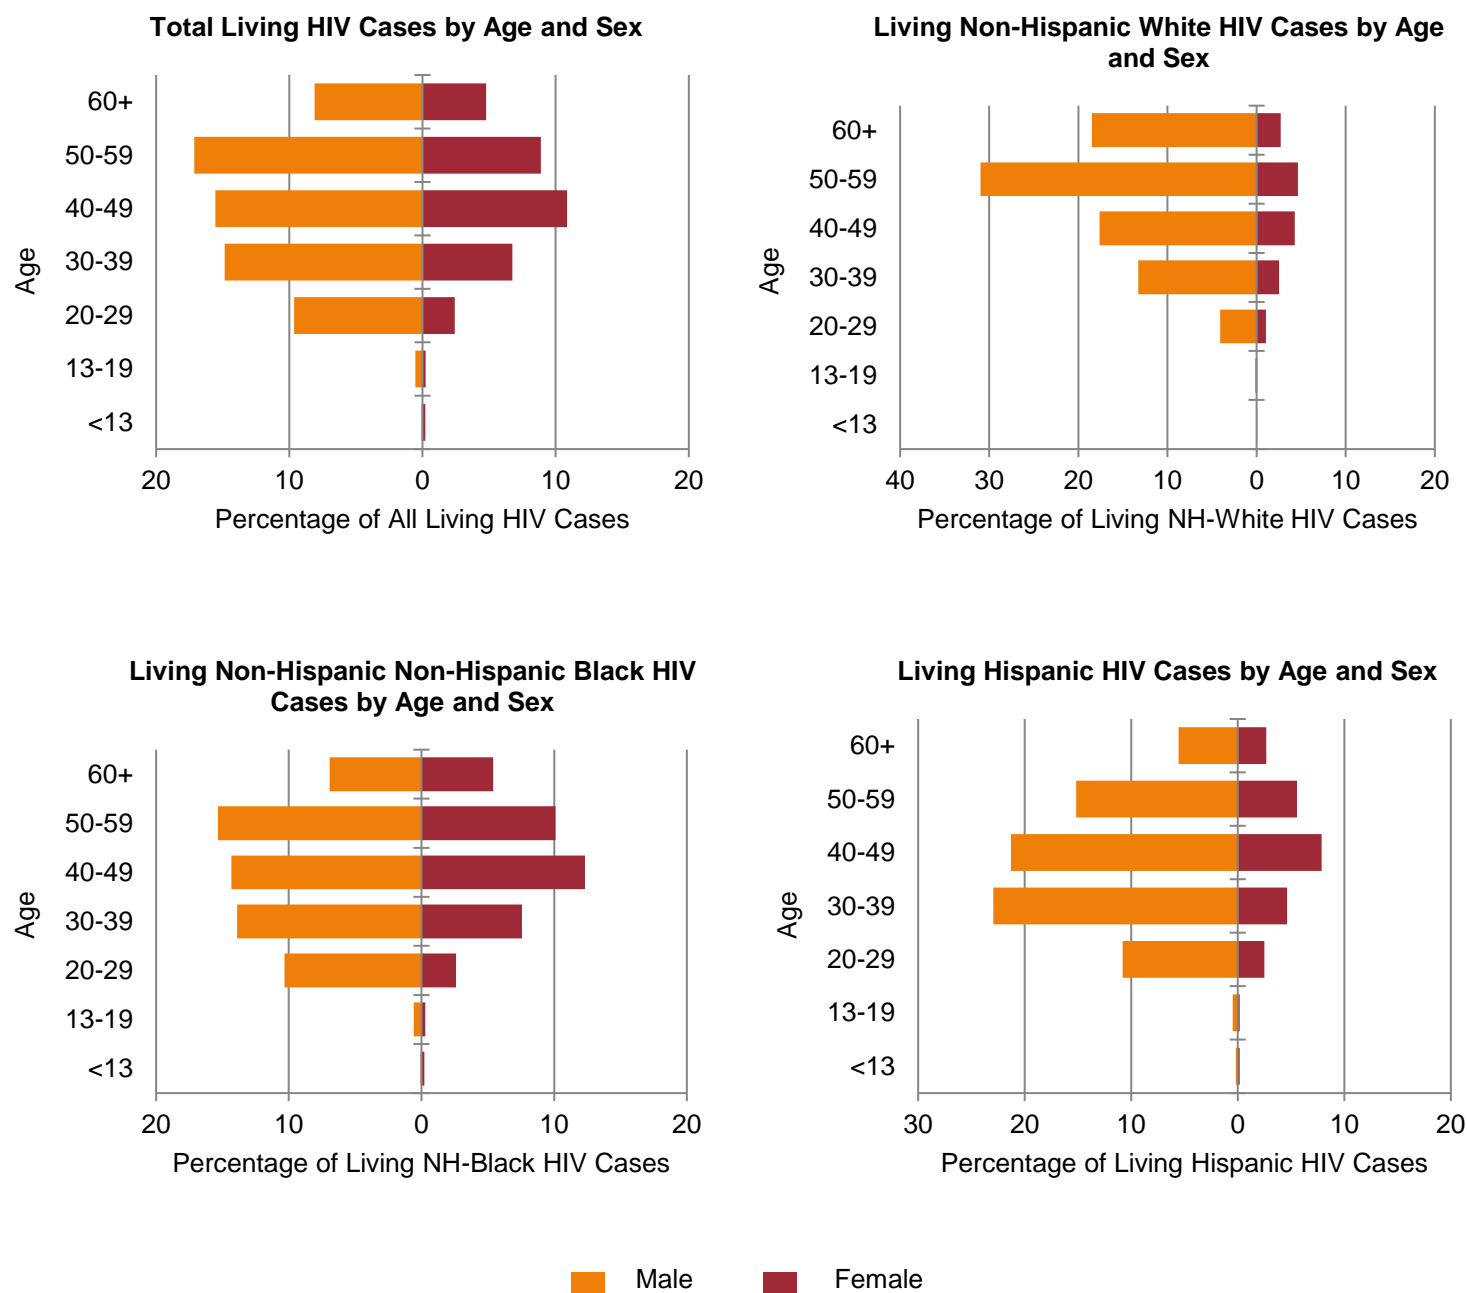 Total Living HIV Cases by Age and Sex
60+
50-59
40-49
30-39
20-29
13-19
<13
Age
20 10 0 10 20
Percentage of All Living HIV Cases
Living Non-Hispanic White HIV Cases by Age
and Sex
60+
50-59
40-49
30-39
20-29
13-19
<13
Age
40 30 20 10 0 10 20
Percentage of Living NH-White HIV Cases
Living Non-Hispanic Non-Hispanic Black HIV
Cases by Age and Sex
60+
50-59
40-49
30-39
20-29
13-19
<13
Age
20 10 0 10 20
Percentage of Living NH-Black HIV Cases
Living Hispanic HIV Cases by Age and Sex
60+
50-59
40-49
30-39
20-29
13-19
<13
Age
30 20 10 0 10 20
Percentage of Living Hispanic HIV Cases
Male Female